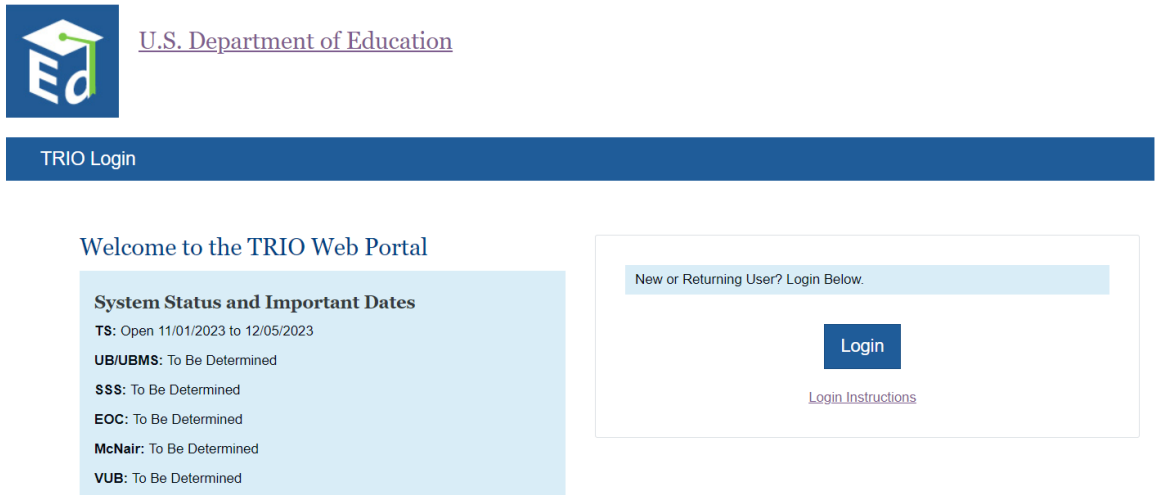 Ed
U.S. Department of Education
TRIO Login
Welcome to the TRIO Web Portal
System Status and Important Dates
TS: Open 11/01/2023 to 12/05/2023
UB/UBMS: To Be Determined
SSS: To Be Determined
EOC: To Be Determined
McNair: To Be Determined
VUB: To Be Determined
New or Returning User? Login Below.
Login
Login Instructions